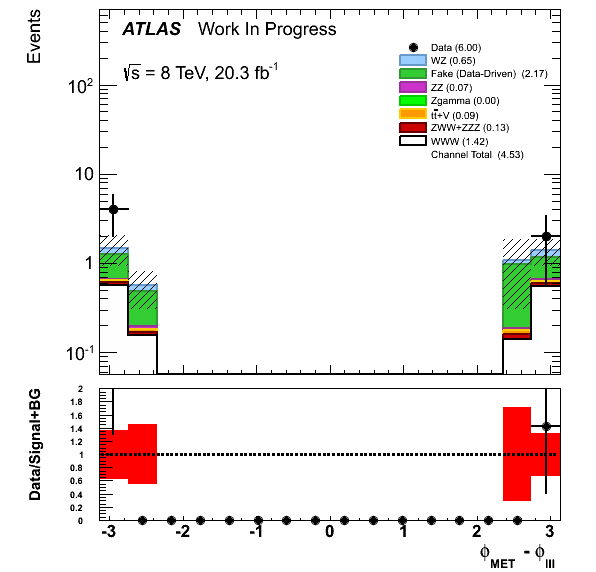 Events
ATLAS Work In Progress
√s = 8 TeV, 20.3 fb⁻¹
Data (6.00)
WZ (0.65)
Fake (Data-Driven) (2.17)
ZZ (0.07)
Zgamma (0.00)
tt̄+V (0.09)
ZWW+ZZZ (0.13)
WWW (1.42)
Channel Total (4.53)
10²
10
1
10⁻¹
Data/Signal+BG
2
1.8
1.6
1.4
1.2
1
0.8
0.6
0.4
0.2
0
-3 -2 -1 0 1 2 3
ϕ_MET - ϕ_lll